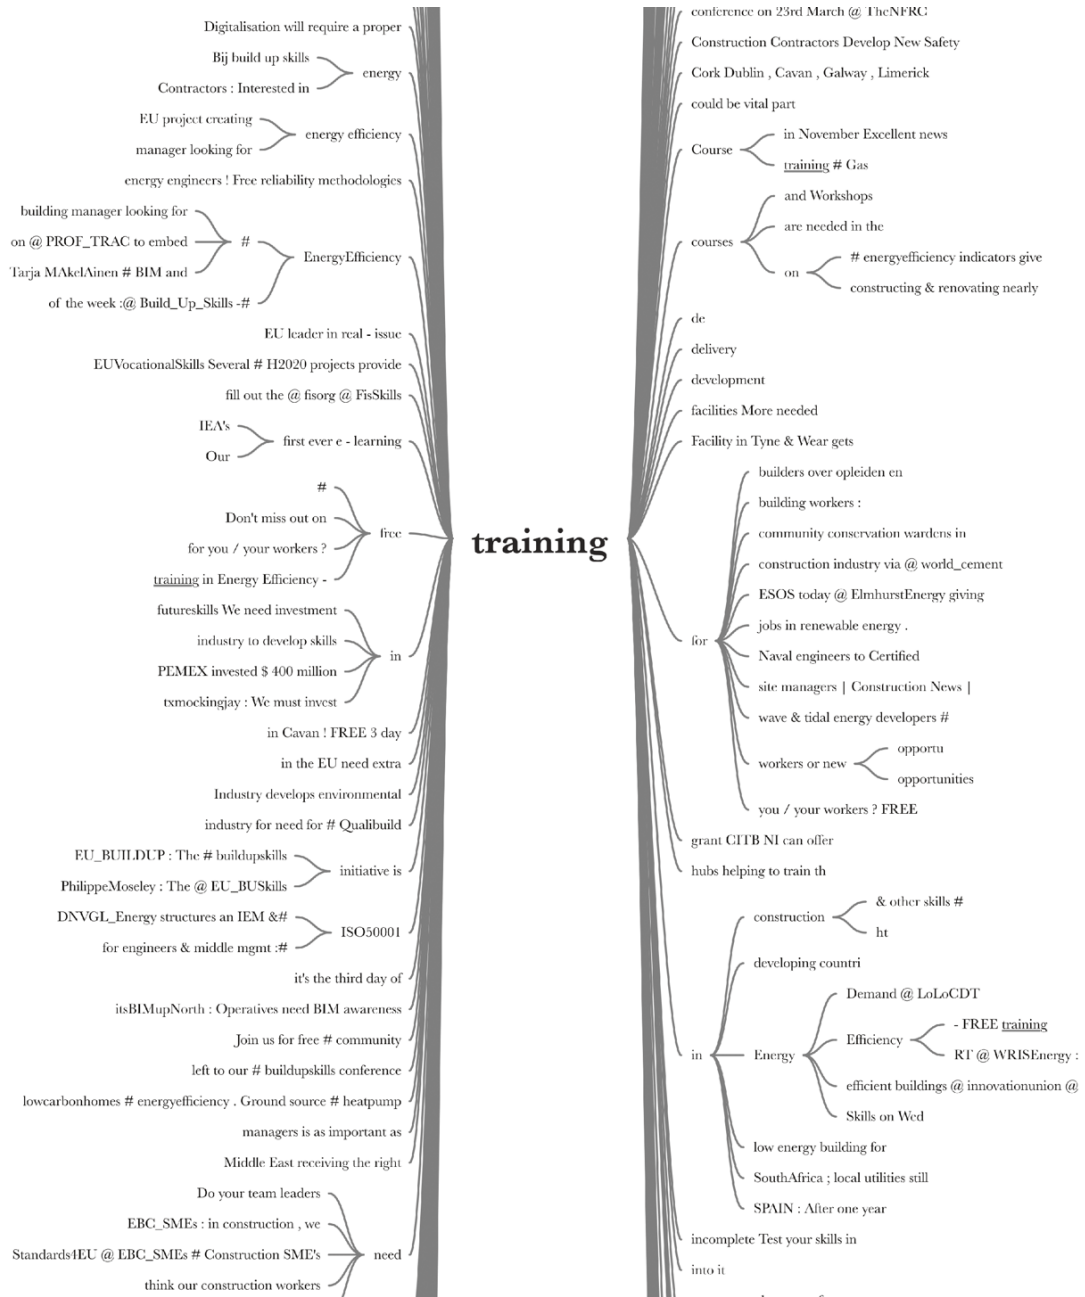 Digitalisation will require a proper
Bij build up skills
energy
Contractors : Interested in
EU project creating
energy efficiency
manager looking for
energy engineers ! Free reliability methodologies
building manager looking for
on @ PROF_TRAC to embed
#
Tarja MAkelAinen # BIM and
EnergyEfficiency
of the week :@ Build_Up_Skills -#
EU leader in real - issue
EUVocationalSkills Several # H2020 projects provide
fill out the @ fisorg @ FisSkills
IEA's
first ever e - learning
Our
#
Don't miss out on
free
for you / your workers ?
training in Energy Efficiency -
futureskills We need investment
industry to develop skills
in
PEMEX invested $ 400 million
txmockingjay : We must invest
in Cavan ! FREE 3 day
in the EU need extra
Industry develops environmental
industry for need for # Qualibuild
EU_BUILDUP : The # buildupskills
initiative is
PhilippeMoseley : The @ EU_BUSkills
DNVGL_Energy structures an IEM &#
ISO50001
for engineers & middle mgmt :#
it's the third day of
itsBIMupNorth : Operatives need BIM awareness
Join us for free # community
left to our # buildupskills conference
lowcarbonhomes # energyefficiency . Ground source # heatpump
managers is as important as
Middle East receiving the right
Do your team leaders
EBC_SMEs : in construction , we
Standards4EU @ EBC_SMEs # Construction SME's
need
think our construction workers
training
conference on 23rd March @ TheNFRC
Construction Contractors Develop New Safety
Cork Dublin , Cavan , Galway , Limerick
could be vital part
Course
in November Excellent news
training # Gas
courses
and Workshops
are needed in the
on
# energyefficiency indicators give
constructing & renovating nearly
de
delivery
development
facilities More needed
Facility in Tyne & Wear gets
for
builders over opleiden en
building workers :
community conservation wardens in
construction industry via @ world_cement
ESOS today @ ElmhurstEnergy giving
jobs in renewable energy .
Naval engineers to Certified
site managers | Construction News |
wave & tidal energy developers #
workers or new
opportu
opportunities
you / your workers ? FREE
grant CITB NI can offer
hubs helping to train th
in
construction
& other skills #
ht
developing countri
Energy
Demand @ LoLoCDT
Efficiency
- FREE training
RT @ WRISEnergy :
efficient buildings @ innovationunion @
Skills on Wed
low energy building for
SouthAfrica ; local utilities still
SPAIN : After one year
incomplete Test your skills in
into it